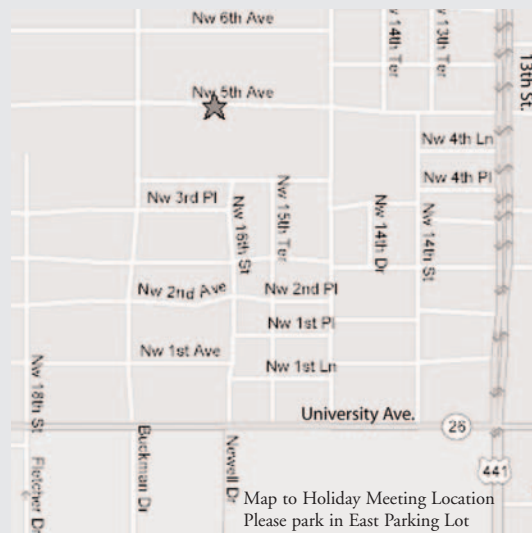 Nw 6th Ave
Nw 14th Ter
Nw 13th Ter
13th St.
Nw 5th Ave
Nw 4th Ln
Nw 4th Pl
Nw 3rd Pl
Nw 16th St
Nw 15th Ter
Nw 14th Dr
Nw 14th St
Nw 2nd Ave
Nw 2nd Pl
Nw 1st Pl
Nw 1st Ave
Nw 1st Ln
Nw 18th St
University Ave.
26
Buckman Dr
Newell Dr
Fletcher Dr
441
Map to Holiday Meeting Location
Please park in East Parking Lot